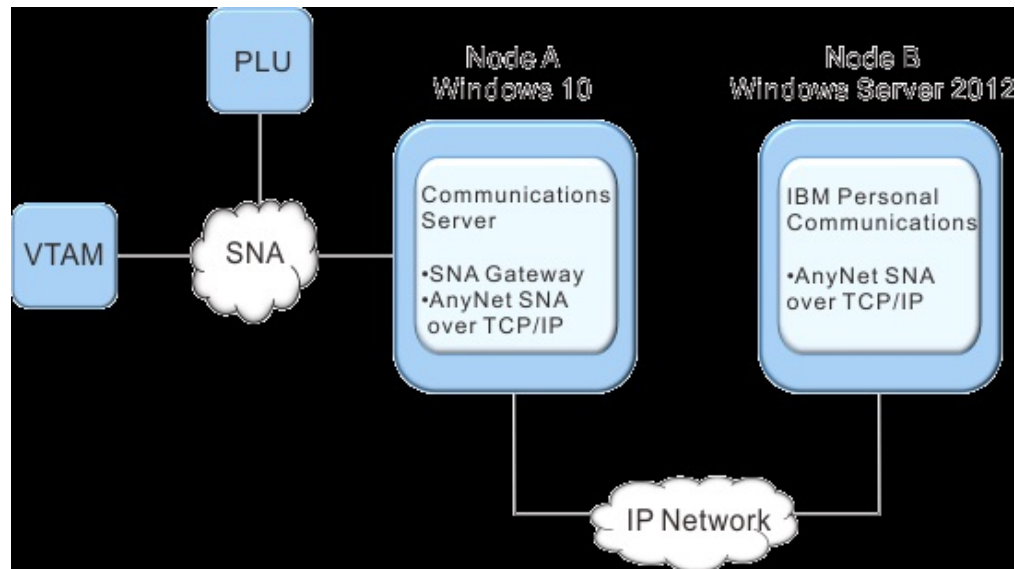 PLU
Node A
Windows 10
Node B
Windows Server 2012
VTAM
SNA
Communications
Server
•SNA Gateway
•AnyNet SNA
over TCP/IP
IBM Personal
Communications
•AnyNet SNA
over TCP/IP
IP Network